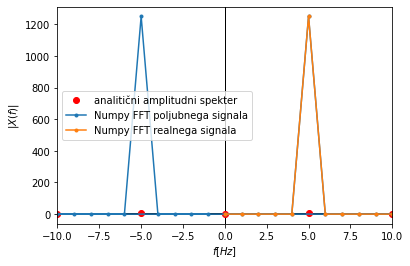 1200
1000
800
600
400
200
0
|X(f)|
analitični amplitudni spekter
Numpy FFT poljubnega signala
Numpy FFT realnega signala
−10.0 −7.5 −5.0 −2.5 0.0 2.5 5.0 7.5 10.0
f[Hz]